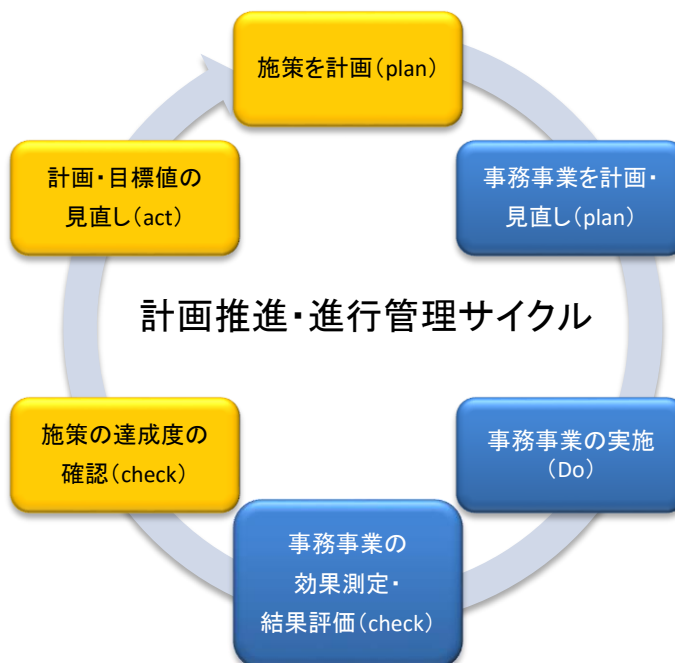 施策を計画（plan）
事務事業を計画・
見直し（plan）
事務事業の実施
（Do）
事務事業の
効果測定・
結果評価（check）
施策の達成度の
確認（check）
計画・目標値の
見直し（act）
計画推進・進行管理サイクル